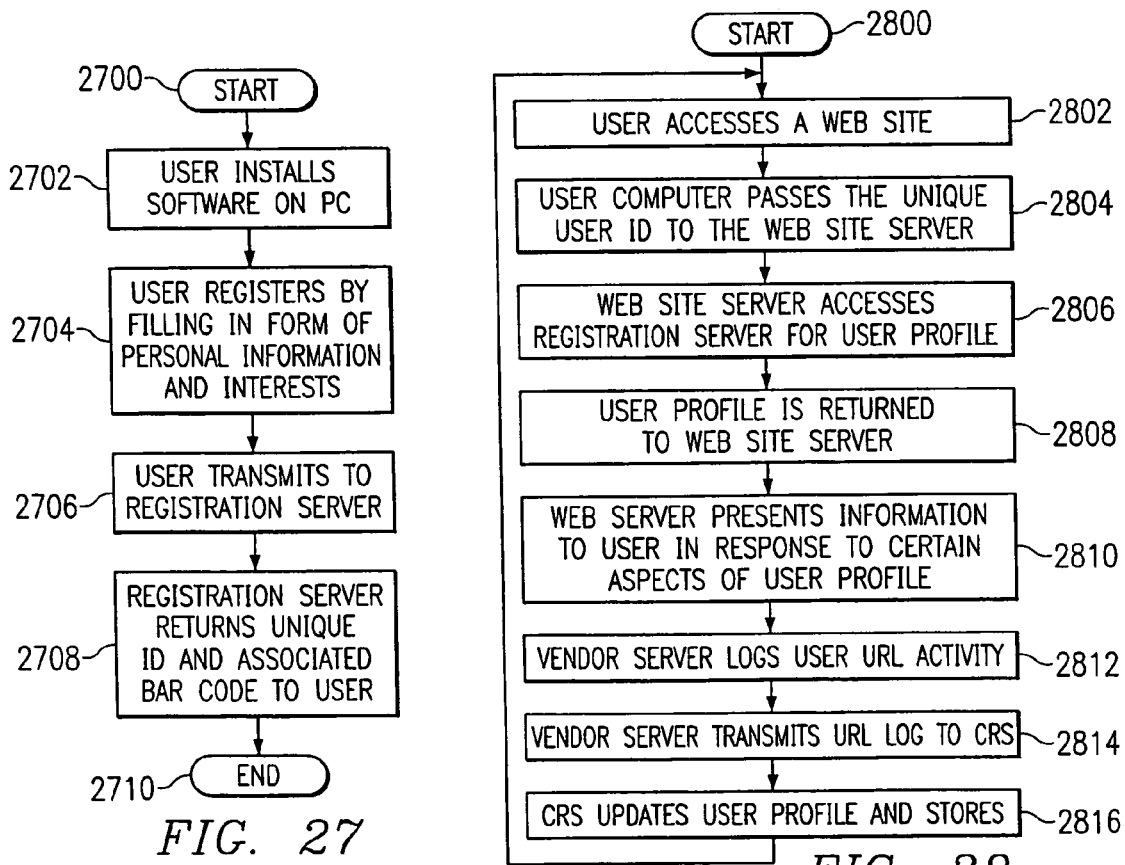 2700
START
2702
USER INSTALLS
SOFTWARE ON PC
2704
USER REGISTERS BY
FILLING IN FORM OF
PERSONAL INFORMATION
AND INTERESTS
2706
USER TRANSMITS TO
REGISTRATION SERVER
2708
REGISTRATION SERVER
RETURNS UNIQUE
ID AND ASSOCIATED
BAR CODE TO USER
2710
END
FIG. 27
START
2800
USER ACCESSES A WEB SITE
2802
USER COMPUTER PASSES THE UNIQUE
USER ID TO THE WEB SITE SERVER
2804
WEB SITE SERVER ACCESSES
REGISTRATION SERVER FOR USER PROFILE
2806
USER PROFILE IS RETURNED
TO WEB SITE SERVER
2808
WEB SERVER PRESENTS INFORMATION
TO USER IN RESPONSE TO CERTAIN
ASPECTS OF USER PROFILE
2810
VENDOR SERVER LOGS USER URL ACTIVITY
2812
VENDOR SERVER TRANSMITS URL LOG TO CRS
2814
CRS UPDATES USER PROFILE AND STORES
2816